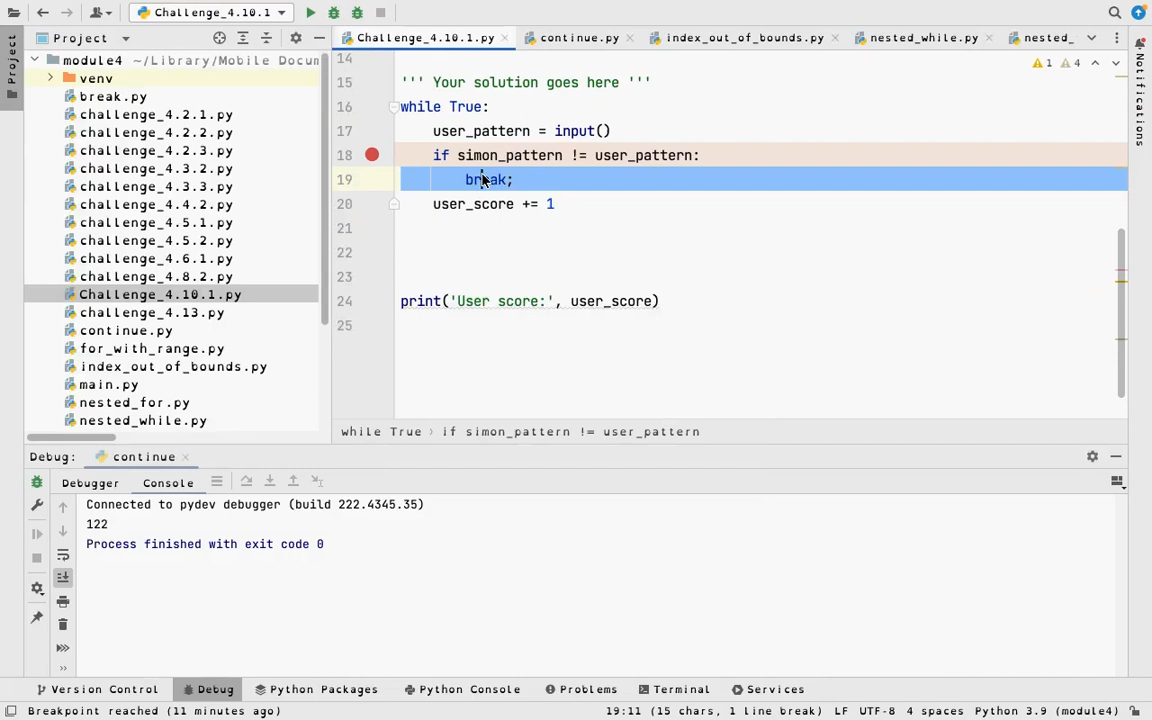 Challenge_4.10.1
Project
Project
Challenge_4.10.1.py
continue.py
index_out_of_bounds.py
nested_while.py
nested_
Notifications
module4 ~/Library/Mobile Docum
venv
break.py
challenge_4.2.1.py
challenge_4.2.2.py
challenge_4.2.3.py
challenge_4.3.2.py
challenge_4.3.3.py
challenge_4.4.2.py
challenge_4.5.1.py
challenge_4.5.2.py
challenge_4.6.1.py
challenge_4.8.2.py
Challenge_4.10.1.py
challenge_4.13.py
continue.py
for_with_range.py
index_out_of_bounds.py
main.py
nested_for.py
nested_while.py
1 4
14
15 ''' Your solution goes here '''
16 while True:
17 user_pattern = input()
18 if simon_pattern != user_pattern:
19 break;
20 user_score += 1
21
22
23
24 print('User score:', user_score)
25
while True › if simon_pattern != user_pattern
Debug: continue
Debugger Console
Connected to pydev debugger (build 222.4345.35)
122
Process finished with exit code 0
Version Control Debug Python Packages Python Console Problems Terminal Services
Breakpoint reached (11 minutes ago) 19:11 (15 chars, 1 line break) LF UTF-8 4 spaces Python 3.9 (module4)